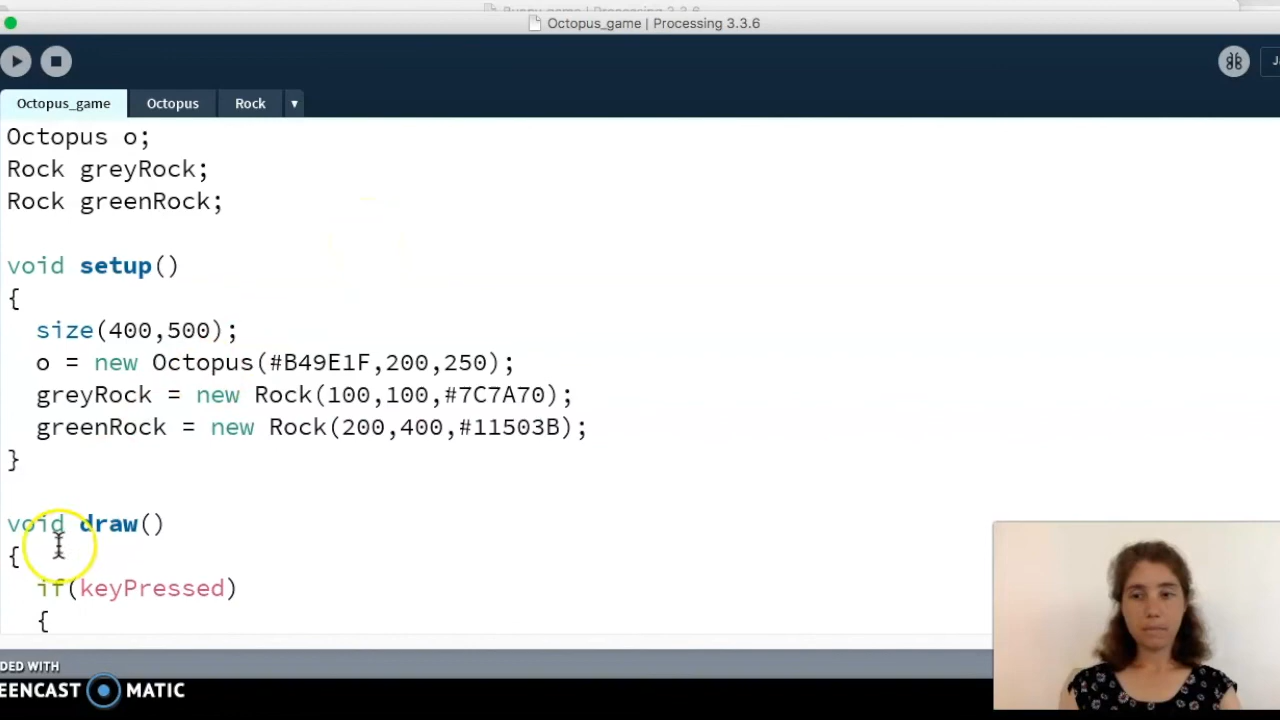 Octopus_game | Processing 3.3.6
Octopus_game Octopus Rock
Octopus o;
Rock greyRock;
Rock greenRock;
void setup()
{
size(400,500);
o = new Octopus(#B49E1F,200,250);
greyRock = new Rock(100,100,#7C7A70);
greenRock = new Rock(200,400,#11503B);
}
void draw()
{
if(keyPressed)
{
DED WITH
EENCAST MATIC